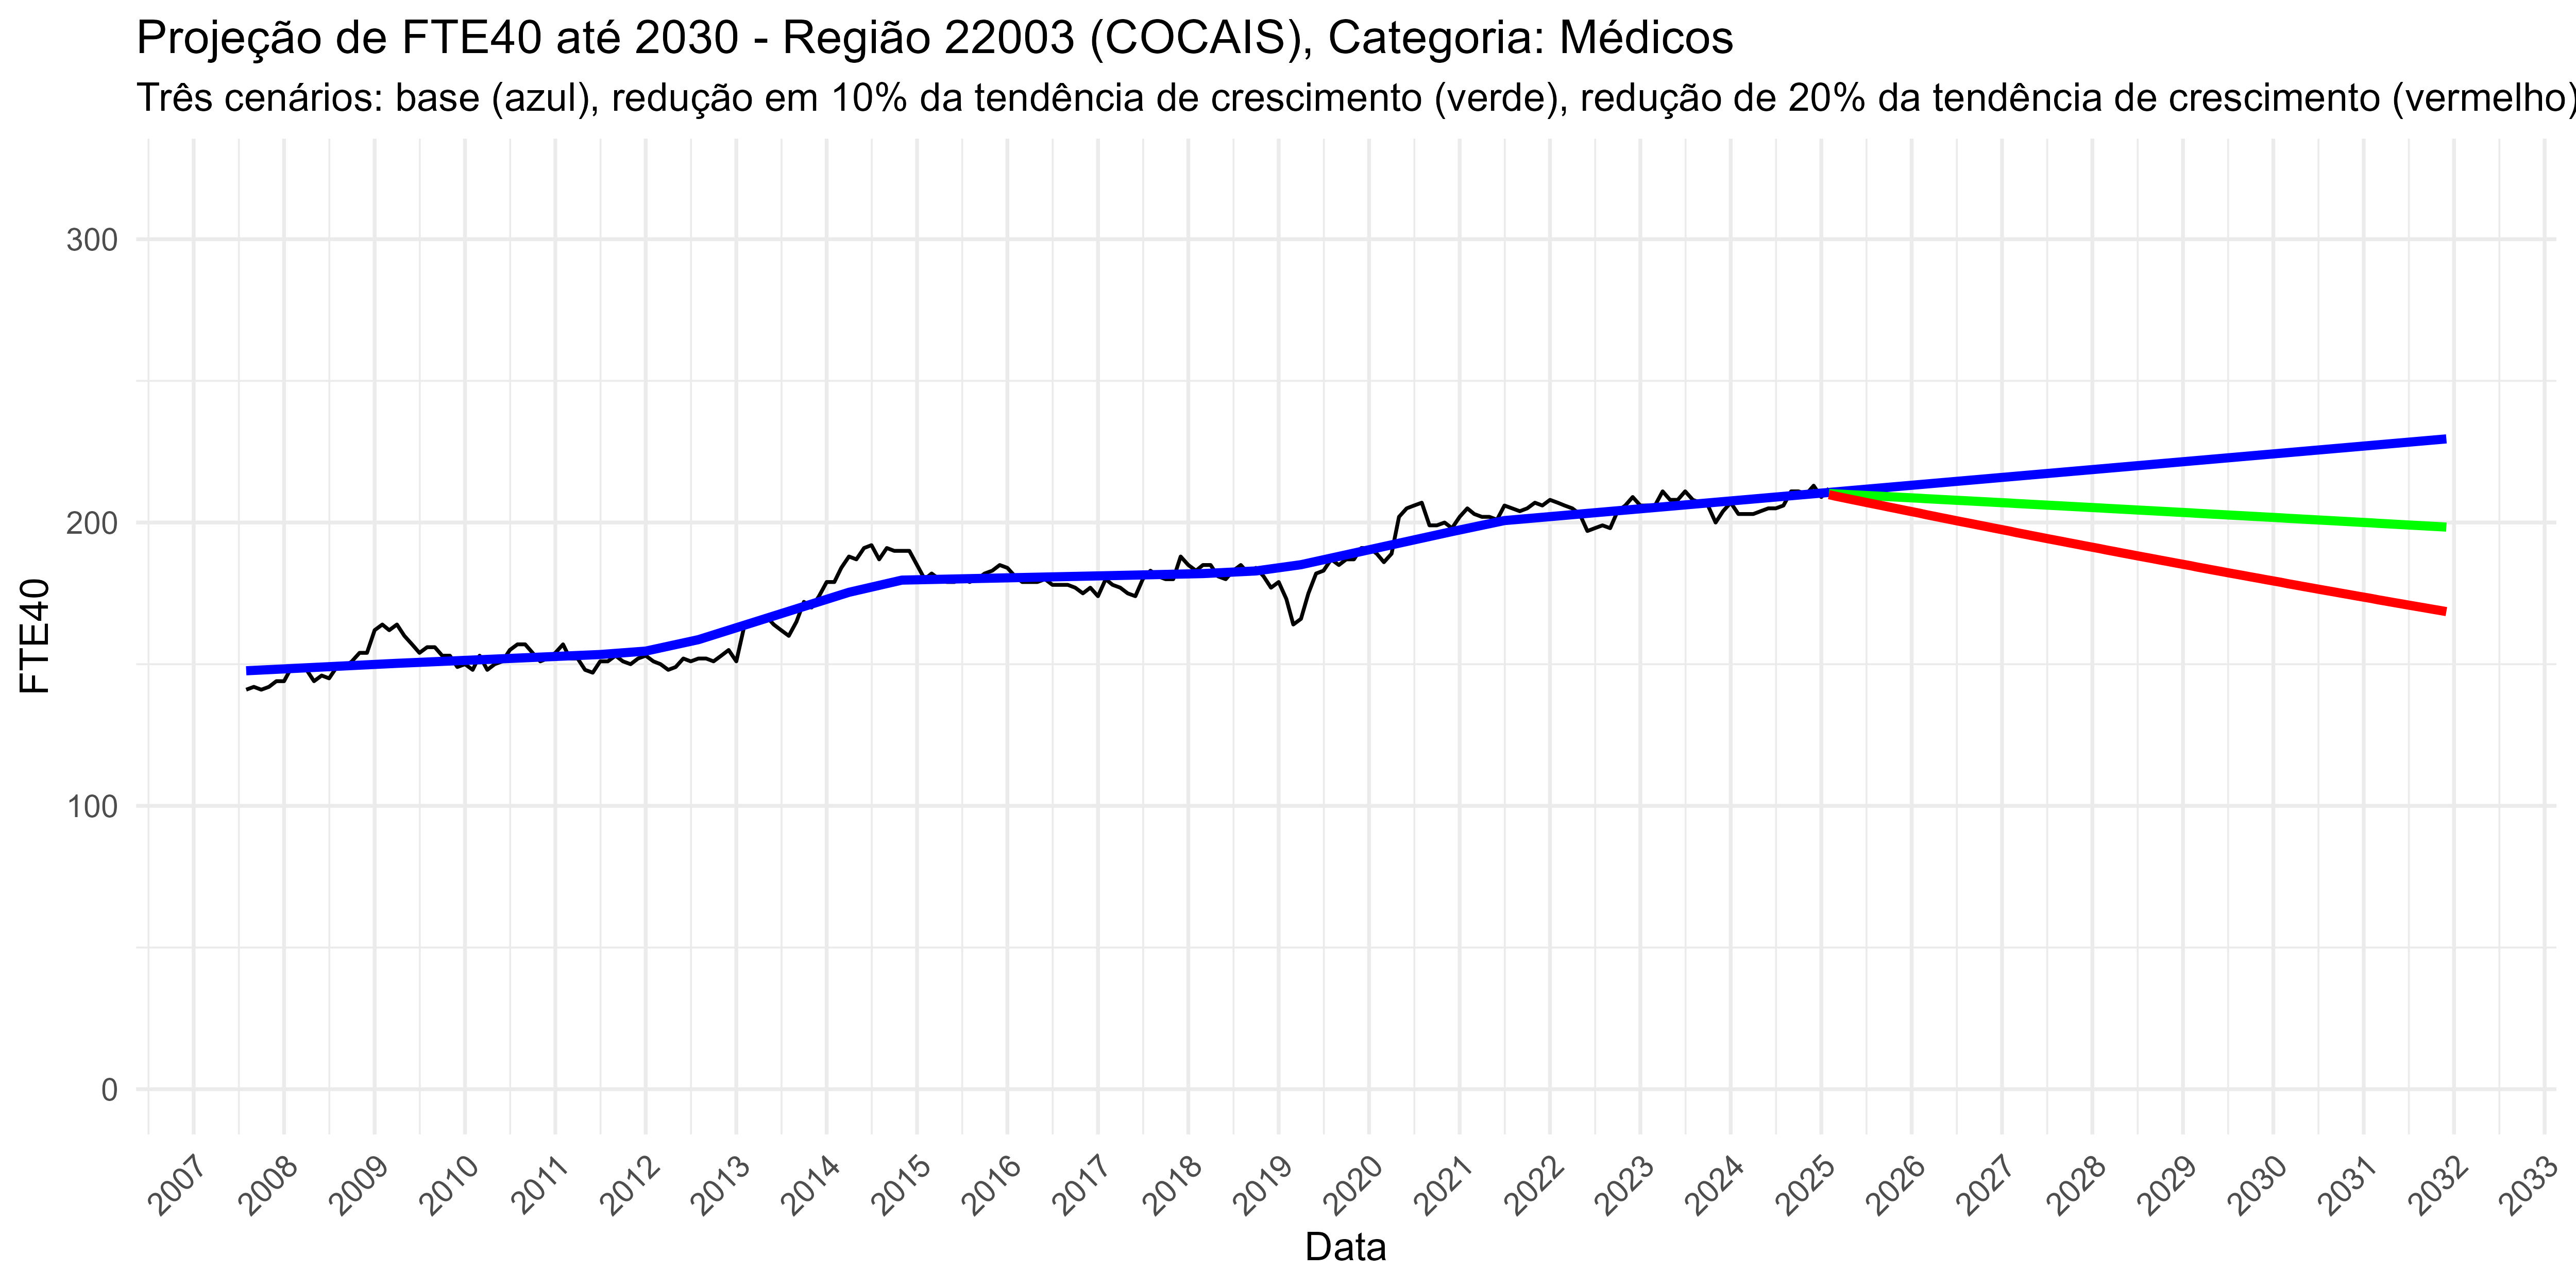 Projeção de FTE40 até 2030 - Região 22003 (COCAIS), Categoria: Médicos
Três cenários: base (azul), redução em 10% da tendência de crescimento (verde), redução de 20% da tendência de crescimento (vermelho)
300
200
100
0
FTE40
2007 2008 2009 2010 2011 2012 2013 2014 2015 2016 2017 2018 2019 2020 2021 2022 2023 2024 2025 2026 2027 2028 2029 2030 2031 2032 2033
Data